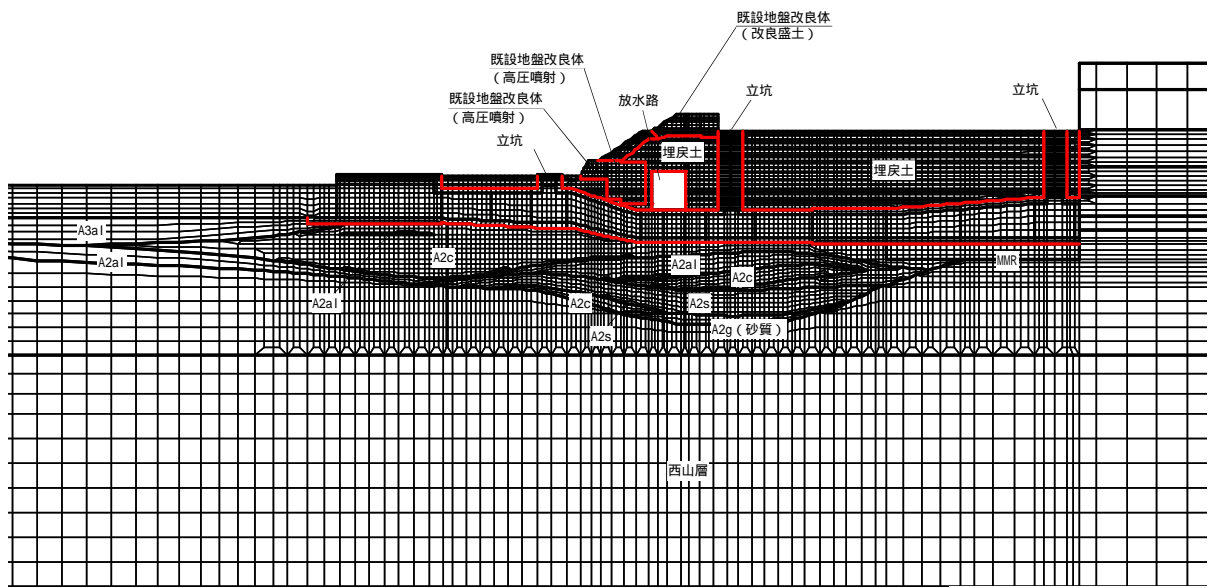 既設地盤改良体
（改良盛土）
既設地盤改良体
（高圧噴射）
既設地盤改良体
（高圧噴射）
放水路
立坑
立坑
立坑
埋戻土
埋戻土
A3al
A2al
A2c
A2al
A2c
MMR
A2al
A2c
A2s
A2g（砂質）
A2s
西山層